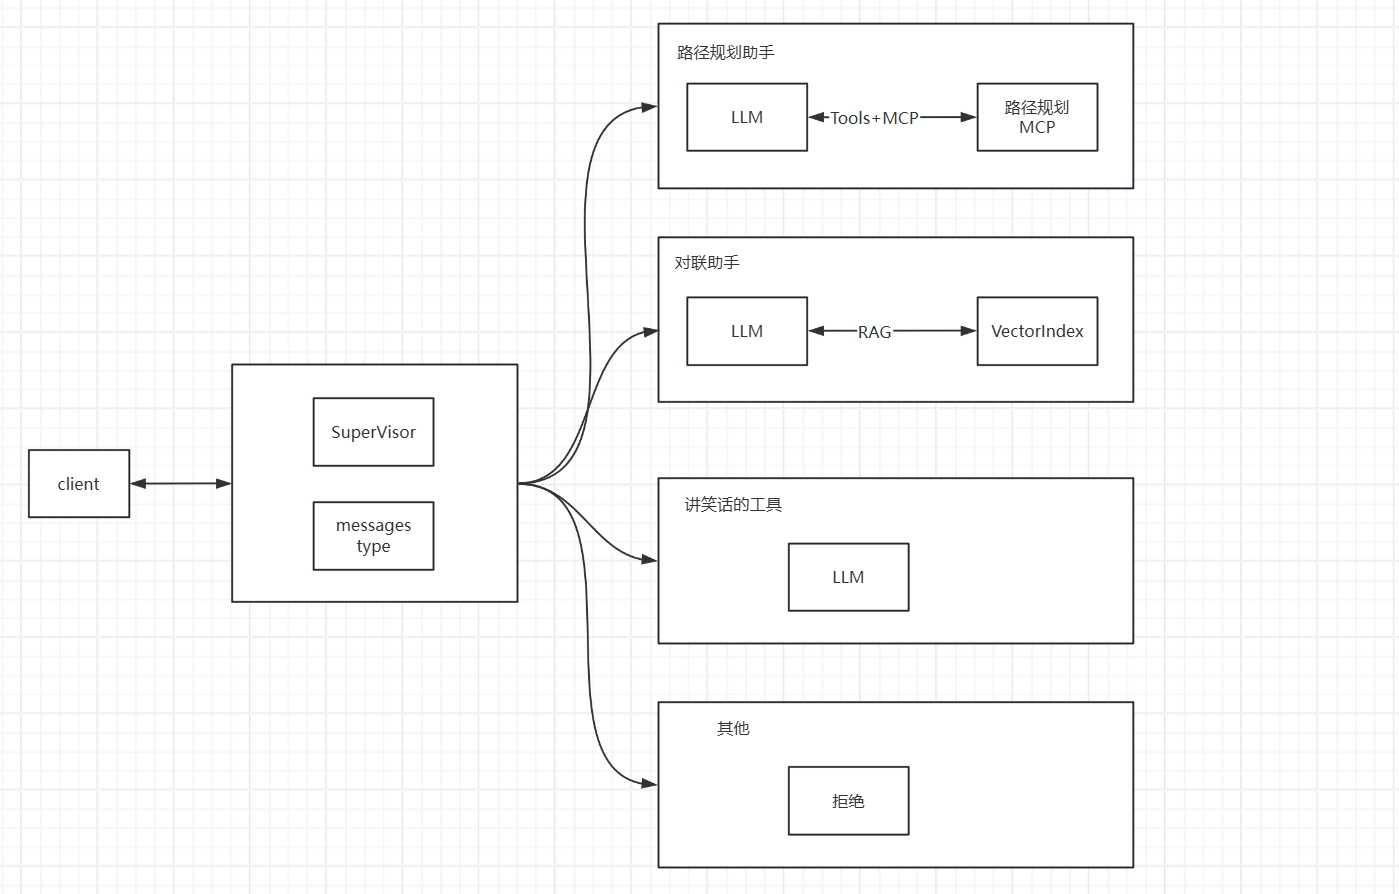 client
SuperVisor
messages
type
路径规划助手
LLM
Tools+MCP
路径规划
MCP
对联助手
LLM
RAG
VectorIndex
讲笑话的工具
LLM
其他
拒绝